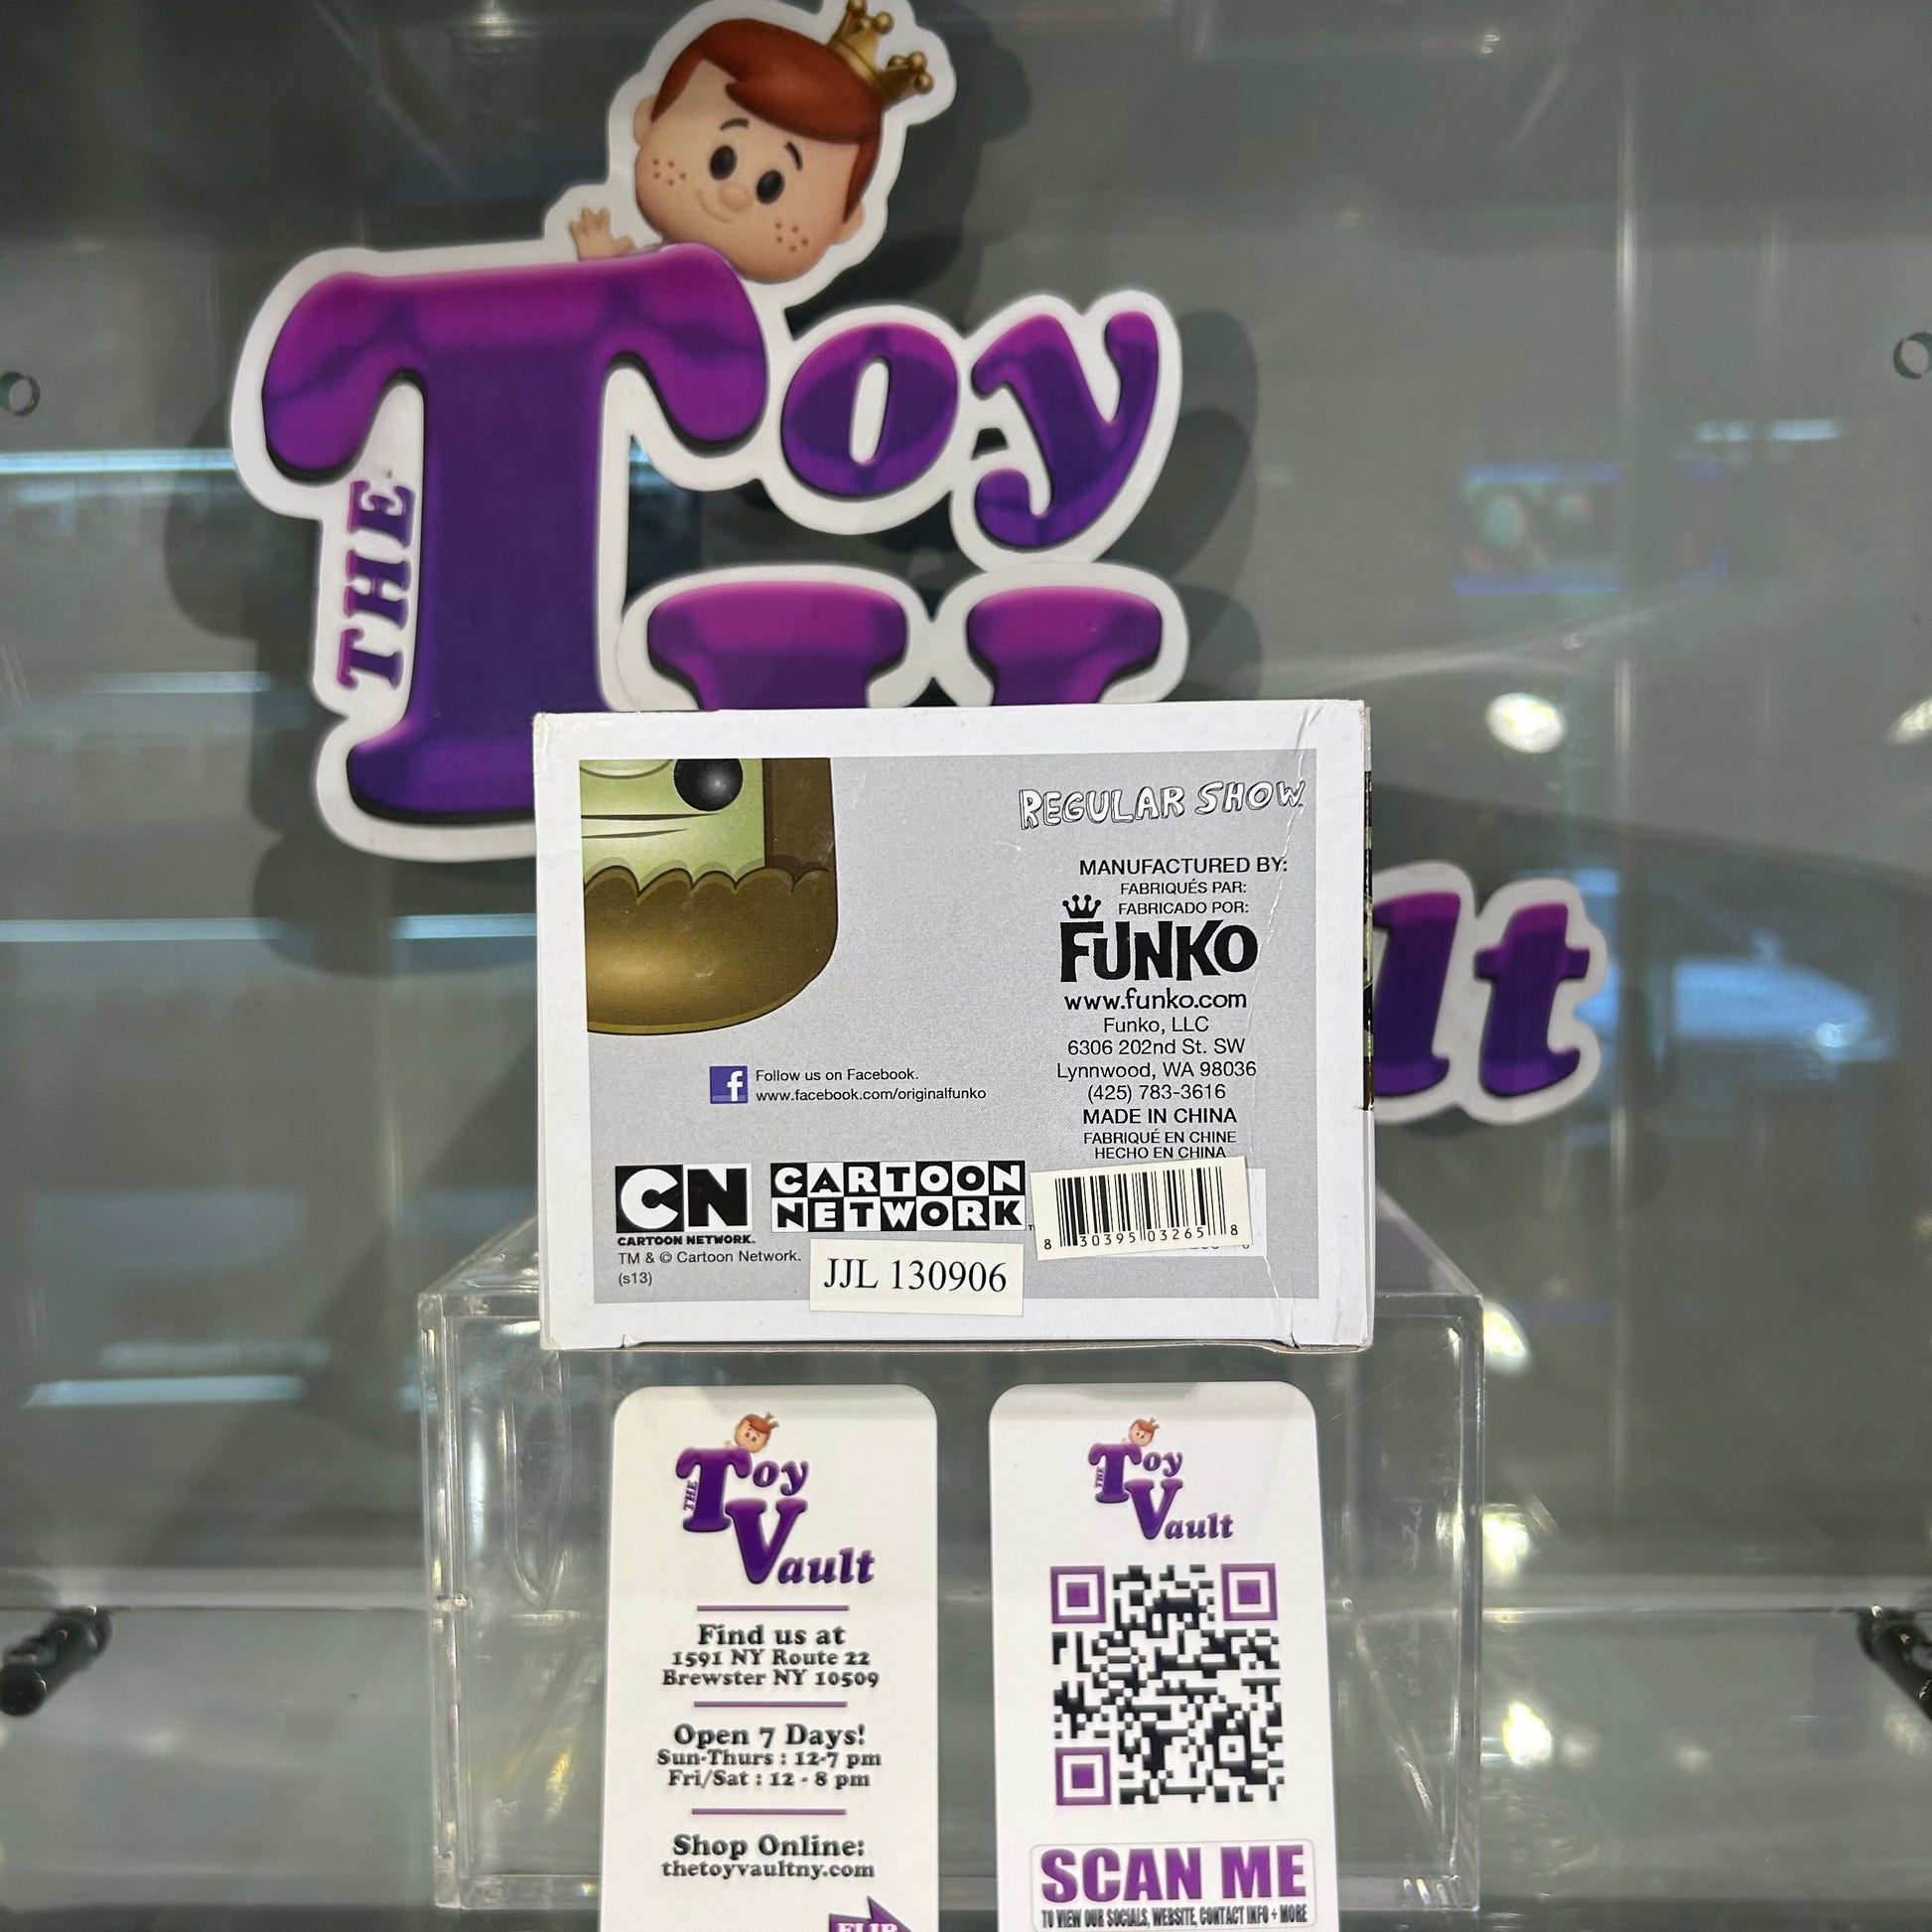 THE Toy
lt
REGULAR SHOW
MANUFACTURED BY:
FABRIQUÉS PAR:
FABRICADO POR:
FUNKO
www.funko.com
Funko, LLC
6306 202nd St. SW
Lynnwood, WA 98036
(425) 783-3616
MADE IN CHINA
FABRIQUÉ EN CHINE
HECHO EN CHINA
f Follow us on Facebook.
www.facebook.com/originalfunko
CN
CARTOON NETWORK.
CARTOON
NETWORK
TM
TM & © Cartoon Network.
(s13)
JJL 130906
8 30395 03265 8
THE Toy
Vault
Find us at
1591 NY Route 22
Brewster NY 10509
Open 7 Days!
Sun-Thurs : 12-7 pm
Fri/Sat : 12 - 8 pm
Shop Online:
thetoyvaultny.com
FLIP
THE Toy
Vault
SCAN ME
TO VIEW OUR SOCIALS, WEBSITE, CONTACT INFO + MORE